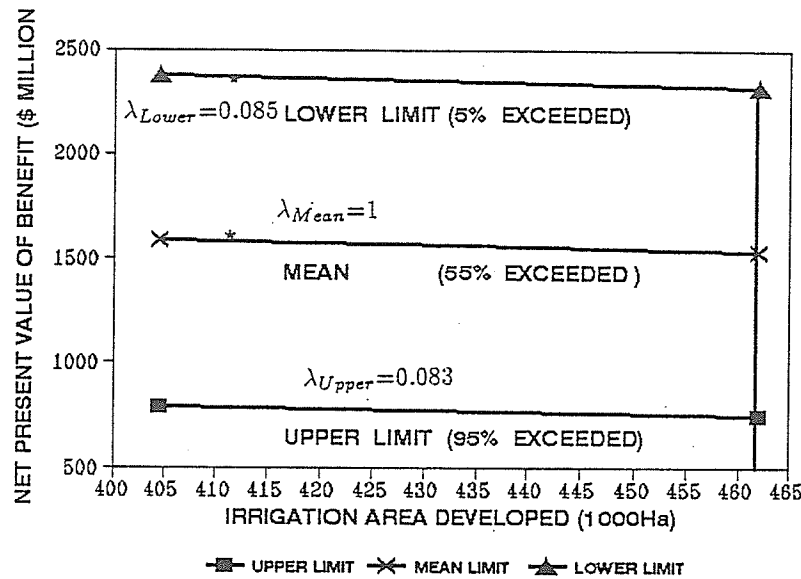 NET PRESENT VALUE OF BENEFIT ($ MILLION
2500
2000
1500
1000
500
λLower=0.085 LOWER LIMIT (5% EXCEEDED)
λMean=1
*
MEAN (55% EXCEEDED)
λUpper=0.083
UPPER LIMIT (95% EXCEEDED)
400 405 410 415 420 425 430 435 440 445 450 455 460 465
IRRIGATION AREA DEVELOPED (1000Ha)
UPPER LIMIT MEAN LIMIT LOWER LIMIT